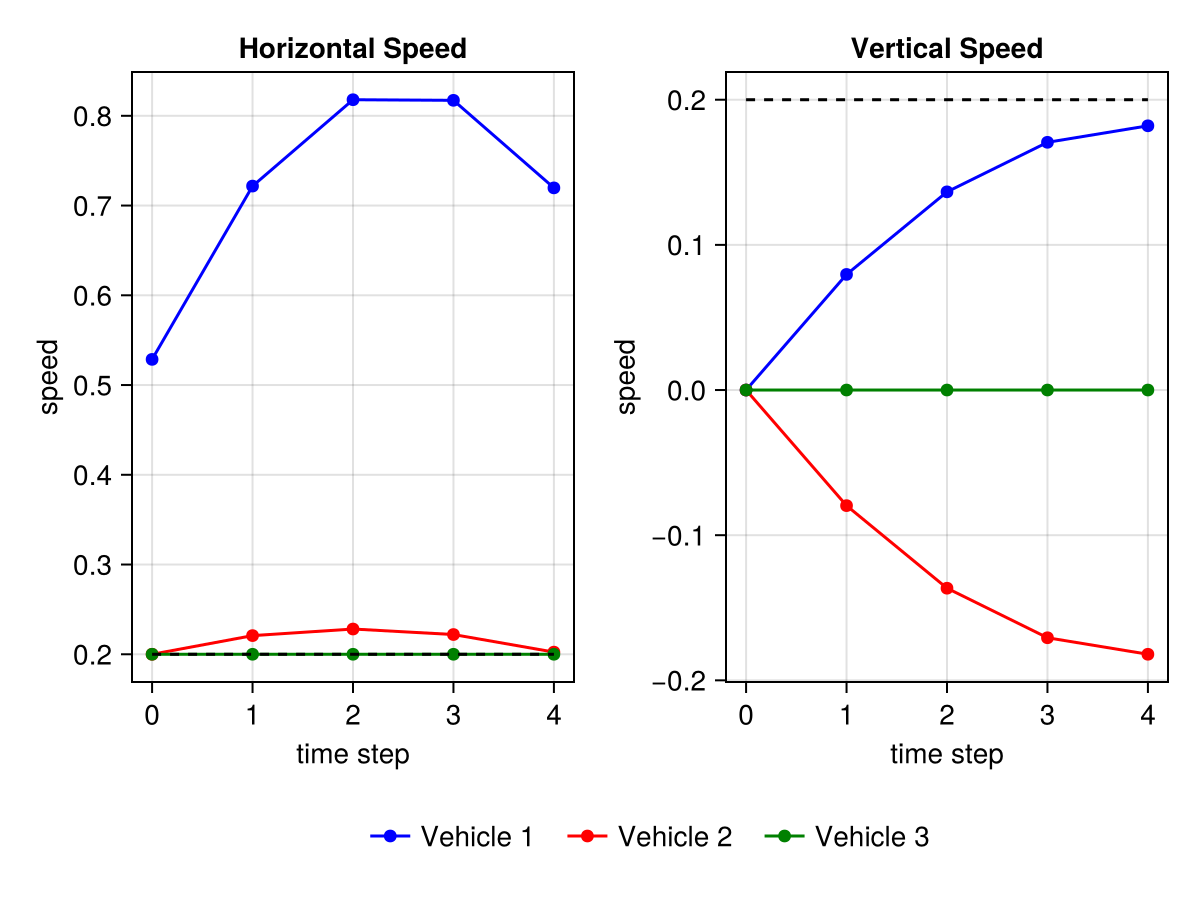 Horizontal Speed
0.8
0.7
0.6
0.5
0.4
0.3
0.2
speed
0 1 2 3 4
time step
Vertical Speed
0.2
0.1
0.0
−0.1
−0.2
speed
0 1 2 3 4
time step
Vehicle 1 Vehicle 2 Vehicle 3